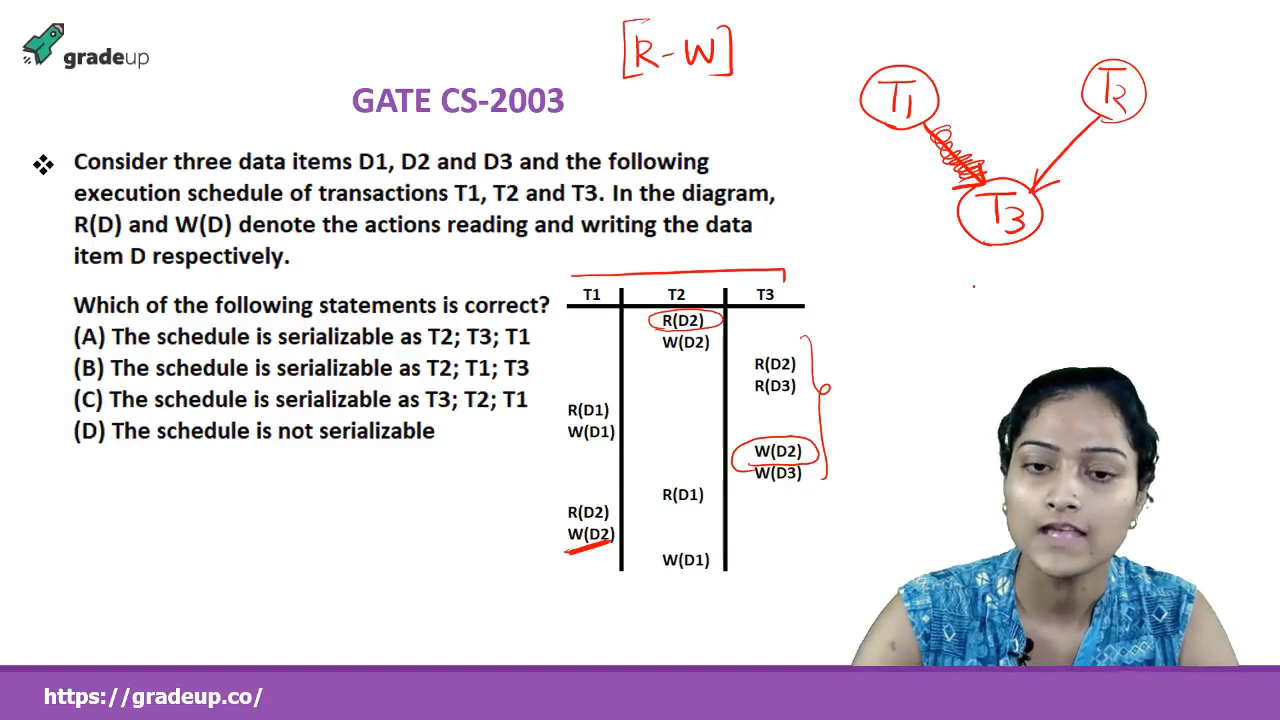 gradeup
[R-W]
GATE CS-2003
T1
T2
T3
❖ Consider three data items D1, D2 and D3 and the following
execution schedule of transactions T1, T2 and T3. In the diagram,
R(D) and W(D) denote the actions reading and writing the data
item D respectively.
Which of the following statements is correct?
(A) The schedule is serializable as T2; T3; T1
(B) The schedule is serializable as T2; T1; T3
(C) The schedule is serializable as T3; T2; T1
(D) The schedule is not serializable
T1 T2 T3
R(D2)
W(D2)
R(D2)
R(D3)
R(D1)
W(D1)
W(D2)
W(D3)
R(D1)
R(D2)
W(D2)
W(D1)
https://gradeup.co/